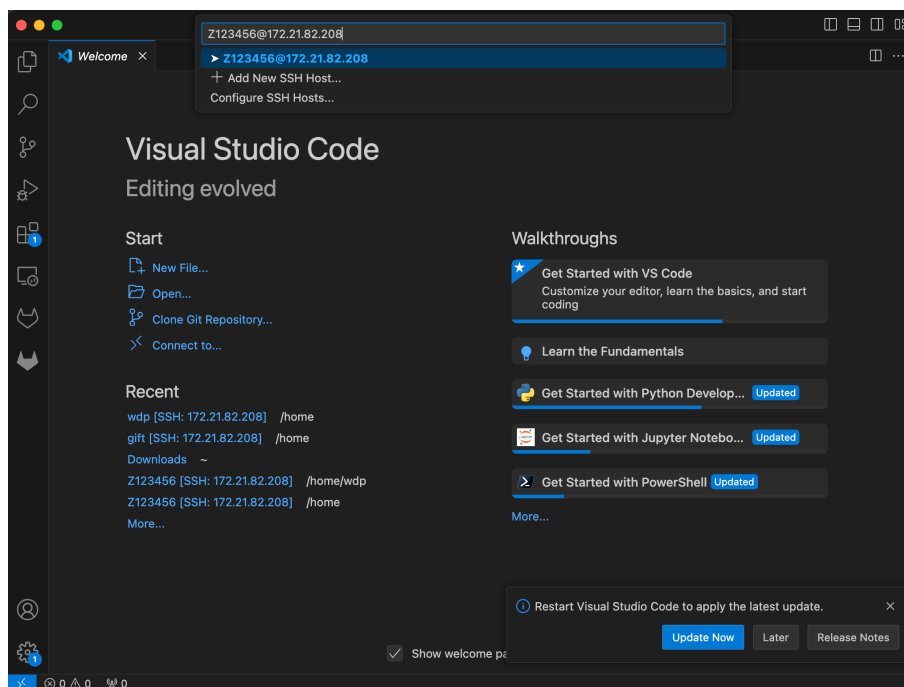 Z123456@172.21.82.208
Z123456@172.21.82.208
Add New SSH Host...
Configure SSH Hosts...
Welcome
Visual Studio Code
Editing evolved
Start
New File...
Open...
Clone Git Repository...
Connect to...
Recent
wdp [SSH: 172.21.82.208] /home
gift [SSH: 172.21.82.208] /home
Downloads ~
Z123456 [SSH: 172.21.82.208] /home/wdp
Z123456 [SSH: 172.21.82.208] /home
More...
Walkthroughs
Get Started with VS Code
Customize your editor, learn the basics, and start
coding
Learn the Fundamentals
Get Started with Python Develop... Updated
Get Started with Jupyter Notebo... Updated
Get Started with PowerShell Updated
More...
1
1
Restart Visual Studio Code to apply the latest update.
Update Now Later Release Notes
Show welcome pa
0 0 0